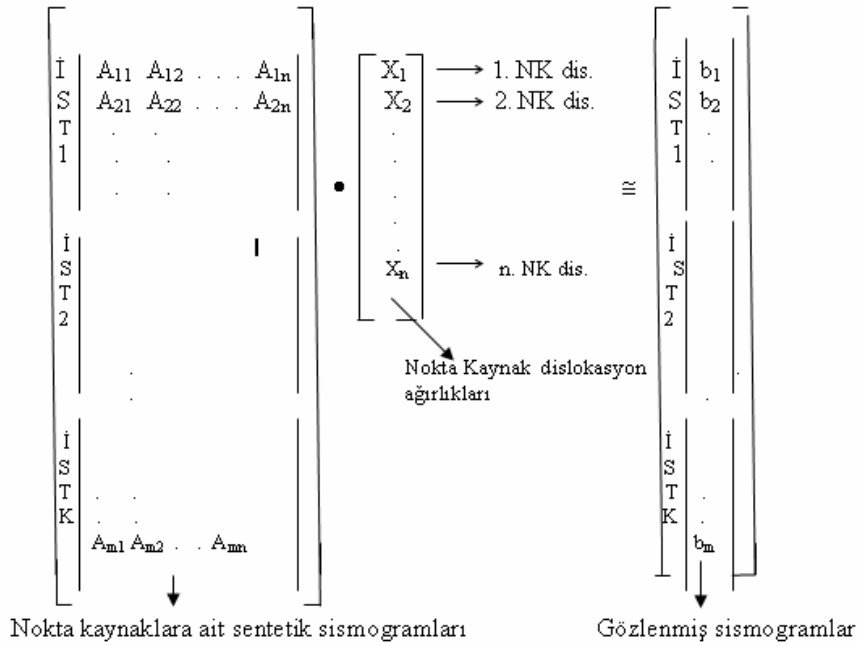 İ A11 A12 . . . A1n X1 → 1. NK dis. İ b1
S A21 A22 . . . A2n X2 → 2. NK dis. S b2
T . . . T .
1 . . . 1 .
. . .
• ≅
İ . İ
S Xn → n. NK dis. S
T T
2 2
Nokta Kaynak dislokasyon
ağırlıkları
. .
. .
İ İ
S S
T . . T .
K . . K .
Am1 Am2 . . Amn bm
Nokta kaynaklara ait sentetik sismogramları Gözlenmiş sismogramlar